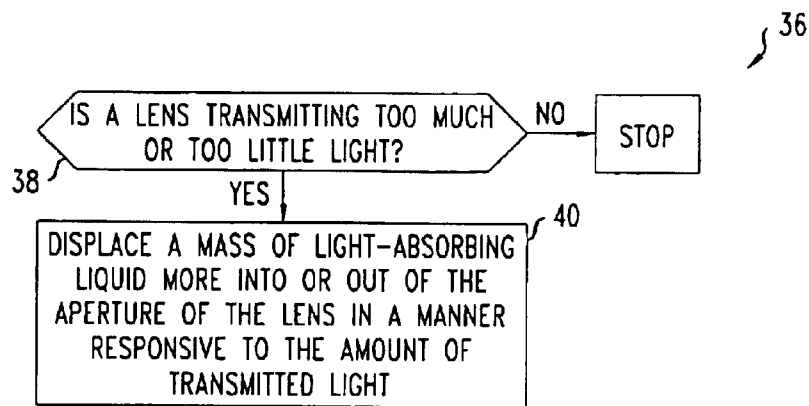 36
IS A LENS TRANSMITTING TOO MUCH
OR TOO LITTLE LIGHT?
NO
STOP
38
YES
40
DISPLACE A MASS OF LIGHT-ABSORBING
LIQUID MORE INTO OR OUT OF THE
APERTURE OF THE LENS IN A MANNER
RESPONSIVE TO THE AMOUNT OF
TRANSMITTED LIGHT